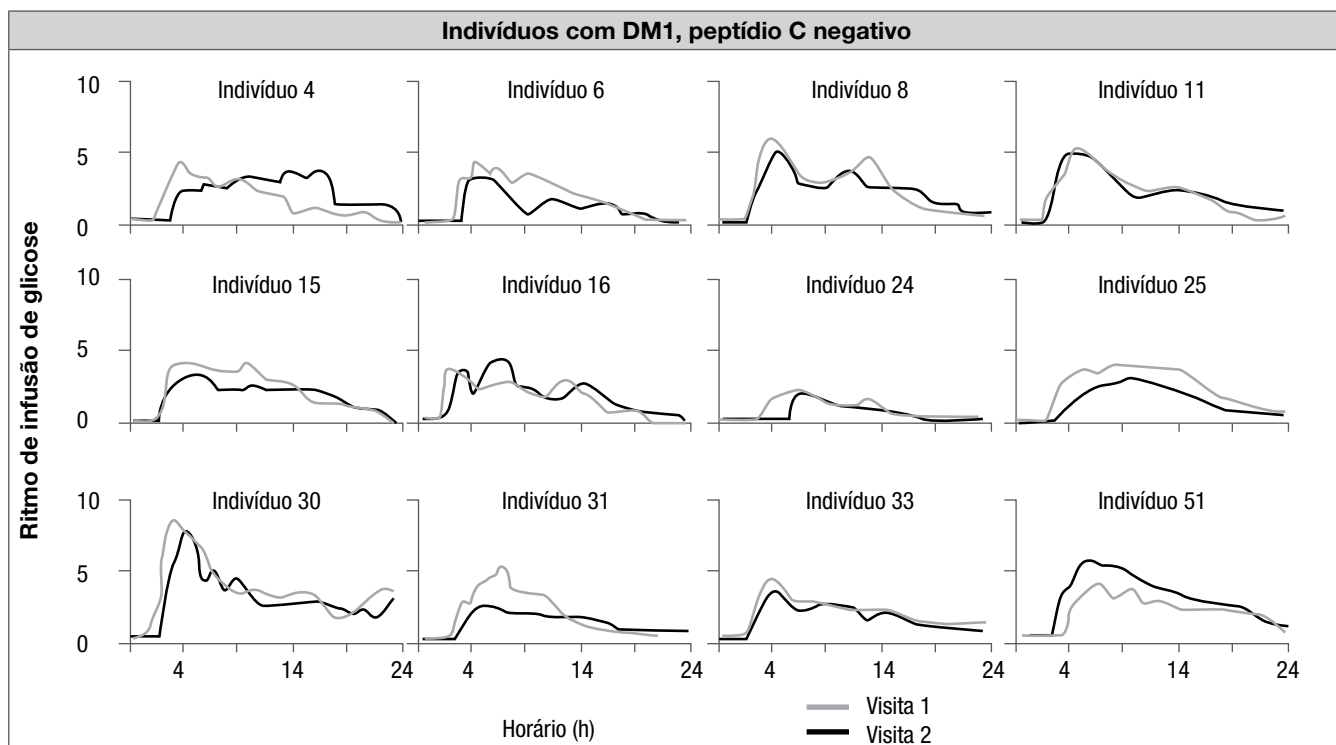 Indivíduos com DM1, peptídio C negativo
Ritmo de infusão de glicose
10
5
0
Indivíduo 4
Indivíduo 6
Indivíduo 8
Indivíduo 11
10
5
0
Indivíduo 15
Indivíduo 16
Indivíduo 24
Indivíduo 25
10
5
0
Indivíduo 30
Indivíduo 31
Indivíduo 33
Indivíduo 51
4 14 24 4 14 24 4 14 24 4 14 24
Horário (h)
Visita 1
Visita 2